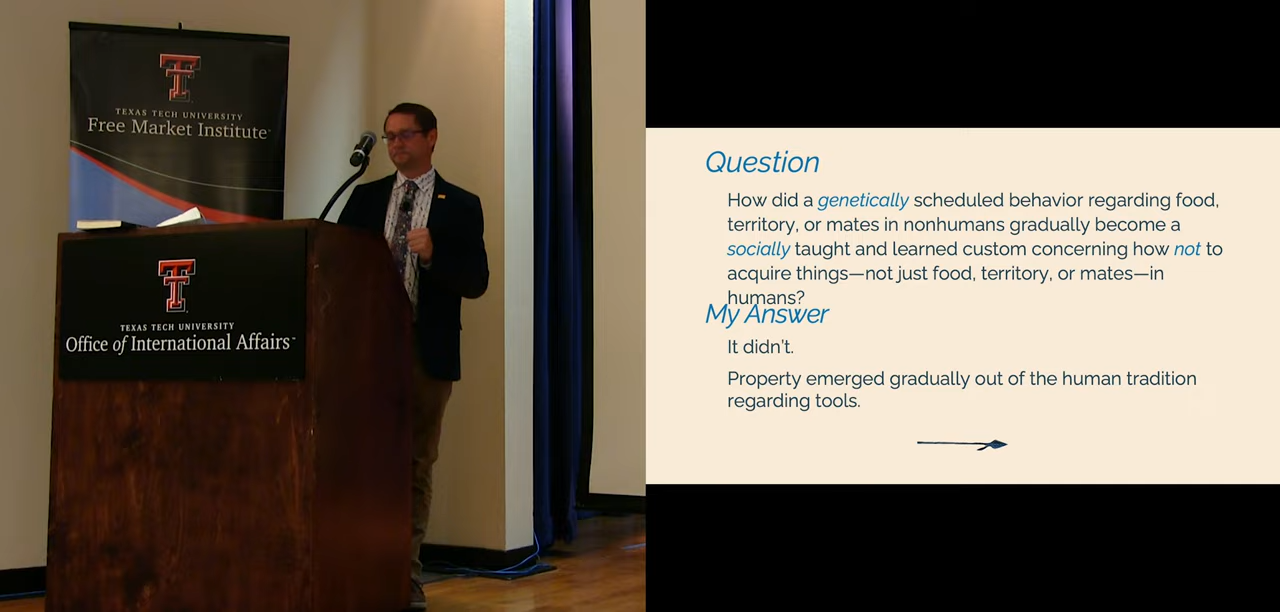 TEXAS TECH UNIVERSITY
Free Market Institute™
TEXAS TECH UNIVERSITY
Office of International Affairs™
Question
How did a genetically scheduled behavior regarding food,
territory, or mates in nonhumans gradually become a
socially taught and learned custom concerning how not to
acquire things—not just food, territory, or mates—in
humans?
My Answer
It didn't.
Property emerged gradually out of the human tradition
regarding tools.